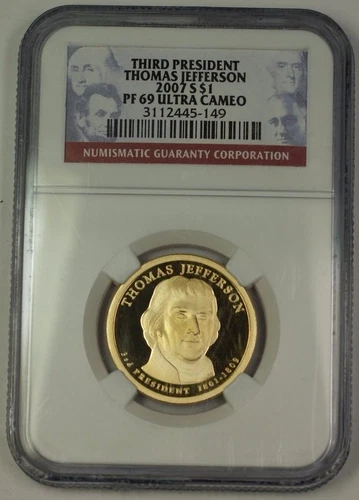 THIRD PRESIDENT
THOMAS JEFFERSON
2007 S $1
PF 69 ULTRA CAMEO
3112445-149
NUMISMATIC GUARANTY CORPORATION
THOMAS JEFFERSON
3rd PRESIDENT 1801-1809